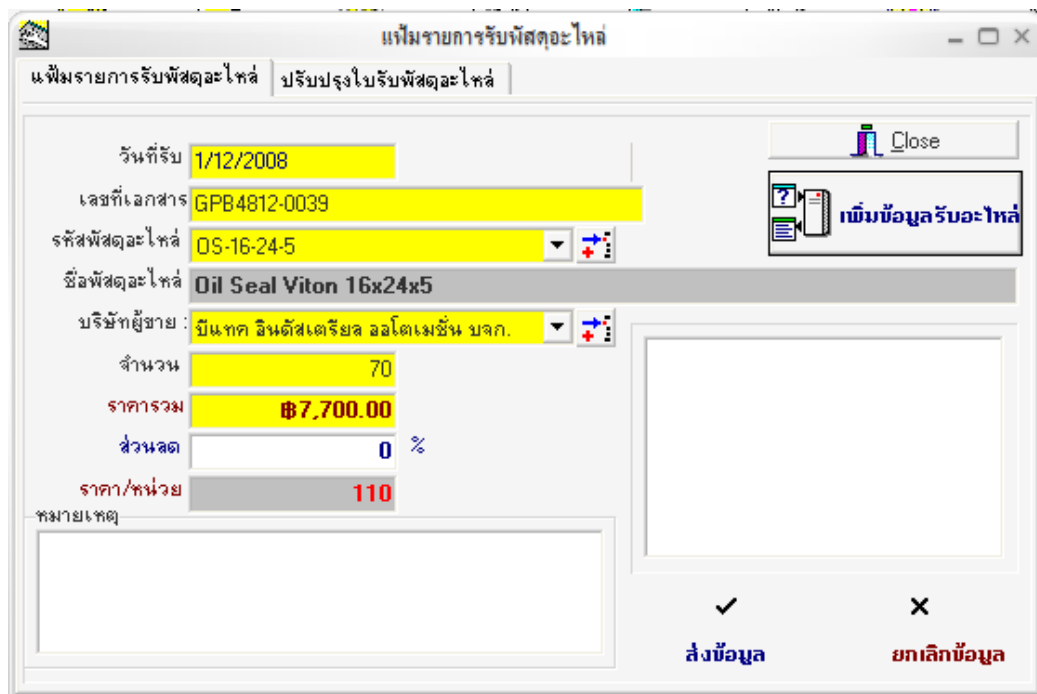 แฟ้มรายการรับพัสดุอะไหล่
แฟ้มรายการรับพัสดุอะไหล่ ปรับปรุงใบรับพัสดุอะไหล่
วันที่รับ 1/12/2008
Close
เลขที่เอกสาร GPB4812-0039
เพิ่มข้อมูลรับอะไหล่
รหัสพัสดุอะไหล่ OS-16-24-5
ชื่อพัสดุอะไหล่ Oil Seal Viton 16x24x5
บริษัทผู้ขาย : บีแทค อินดัสเตรียล ออโตเมชั่น บจก.
จำนวน 70
ราคารวม ฿7,700.00
ส่วนลด 0 %
ราคา/หน่วย 110
หมายเหตุ
ส่งข้อมูล ยกเลิกข้อมูล